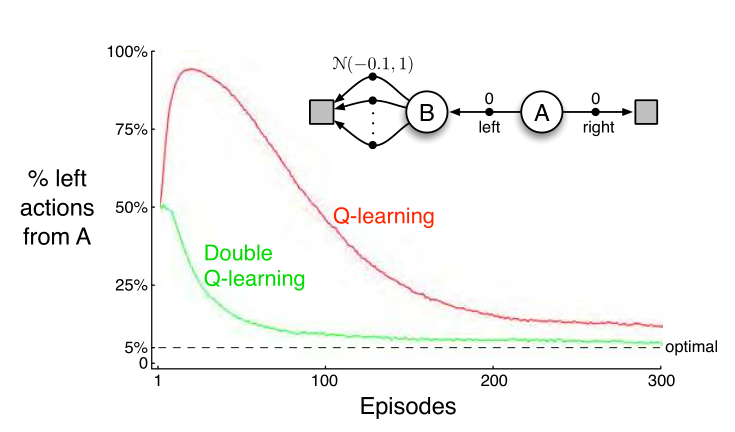 100%
75%
50%
25%
5%
0
% left
actions
from A
N(−0.1, 1)
B
0
left
A
0
right
Q-learning
Double
Q-learning
optimal
1
100
200
300
Episodes